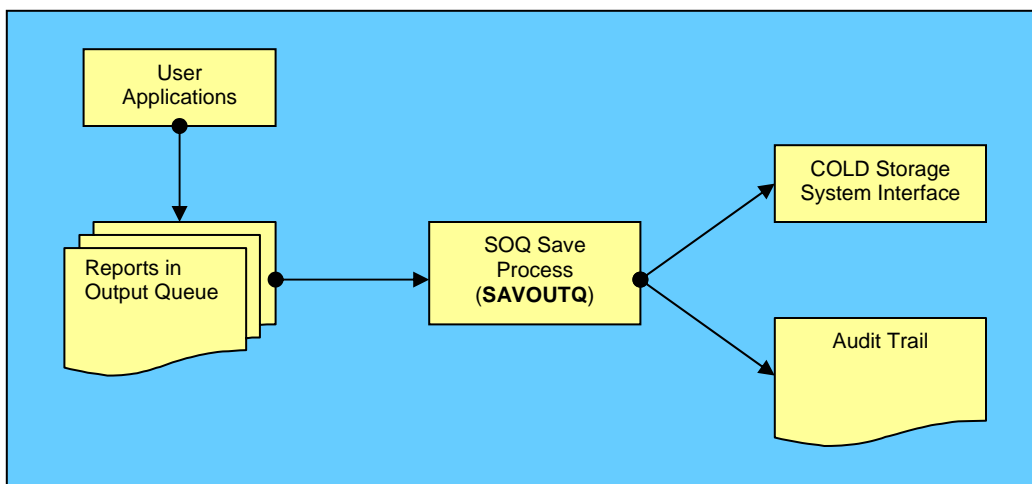 User
Applications
Reports in
Output Queue
SOQ Save
Process
(SAVOUTQ)
COLD Storage
System Interface
Audit Trail